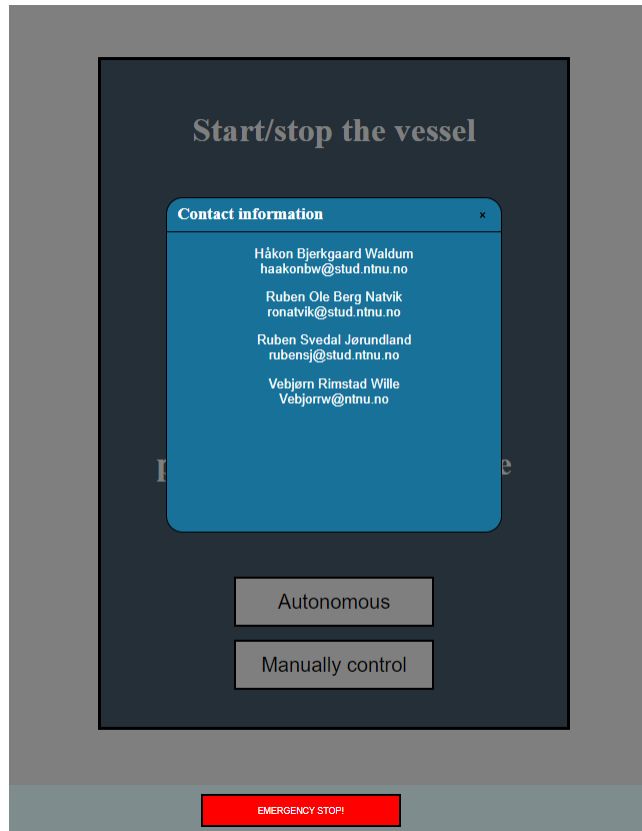 Start/stop the vessel
Contact information ×
Håkon Bjerkgaard Waldum
haakonbw@stud.ntnu.no
Ruben Ole Berg Natvik
ronatvik@stud.ntnu.no
Ruben Svedal Jørundland
rubensj@stud.ntnu.no
Vebjørn Rimstad Wille
Vebjorrw@ntnu.no
Autonomous
Manually control
EMERGENCY STOP!